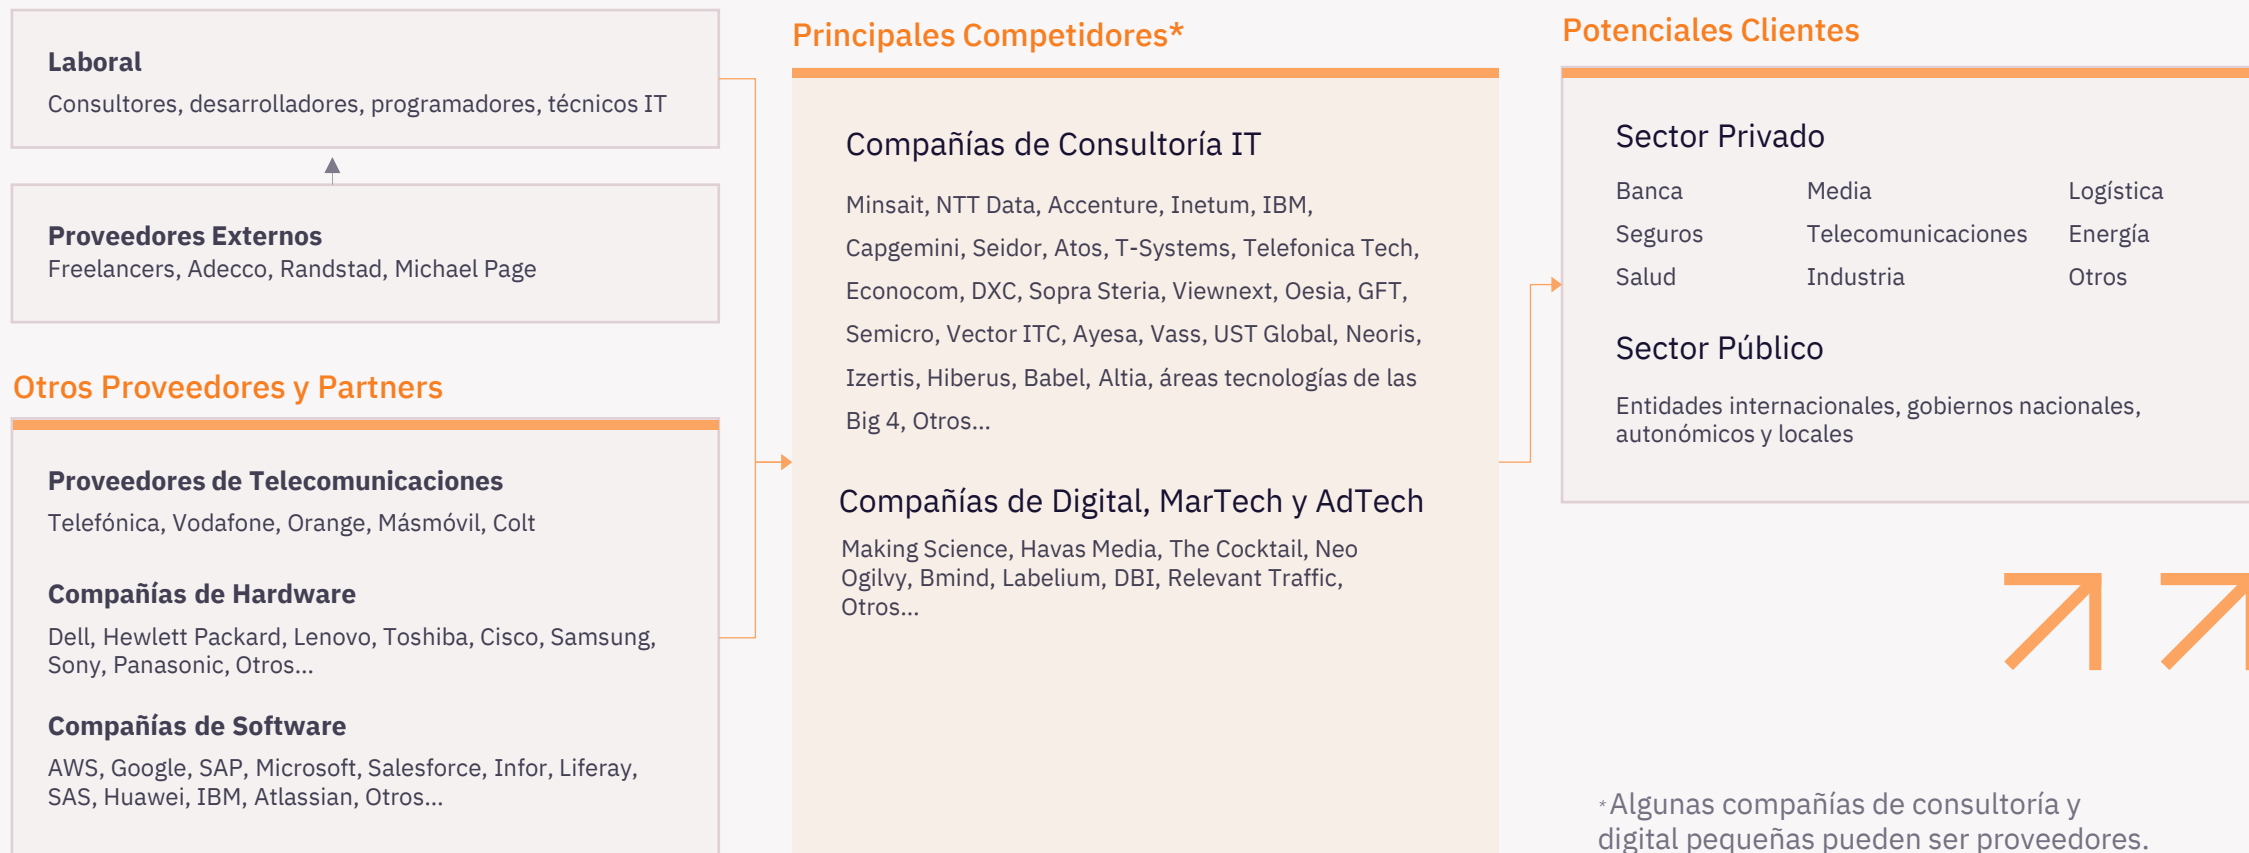 Laboral
Consultores, desarrolladores, programadores, técnicos IT
Proveedores Externos
Freelancers, Adecco, Randstad, Michael Page
Otros Proveedores y Partners
Proveedores de Telecomunicaciones
Telefónica, Vodafone, Orange, Másmóvil, Colt
Compañías de Hardware
Dell, Hewlett Packard, Lenovo, Toshiba, Cisco, Samsung,
Sony, Panasonic, Otros...
Compañías de Software
AWS, Google, SAP, Microsoft, Salesforce, Infor, Liferay,
SAS, Huawei, IBM, Atlassian, Otros...
Principales Competidores*
Compañías de Consultoría IT
Minsait, NTT Data, Accenture, Inetum, IBM,
Capgemini, Seidor, Atos, T-Systems, Telefonica Tech,
Econocom, DXC, Sopra Steria, Viewnext, Oesia, GFT,
Semicro, Vector ITC, Ayesa, Vass, UST Global, Neoris,
Izertis, Hiberus, Babel, Altia, áreas tecnologías de las
Big 4, Otros...
Compañías de Digital, MarTech y AdTech
Making Science, Havas Media, The Cocktail, Neo
Ogilvy, Bmind, Labelium, DBI, Relevant Traffic,
Otros...
Potenciales Clientes
Sector Privado
Banca Media Logística
Seguros Telecomunicaciones Energía
Salud Industria Otros
Sector Público
Entidades internacionales, gobiernos nacionales,
autonómicos y locales
*Algunas compañías de consultoría y
digital pequeñas pueden ser proveedores.